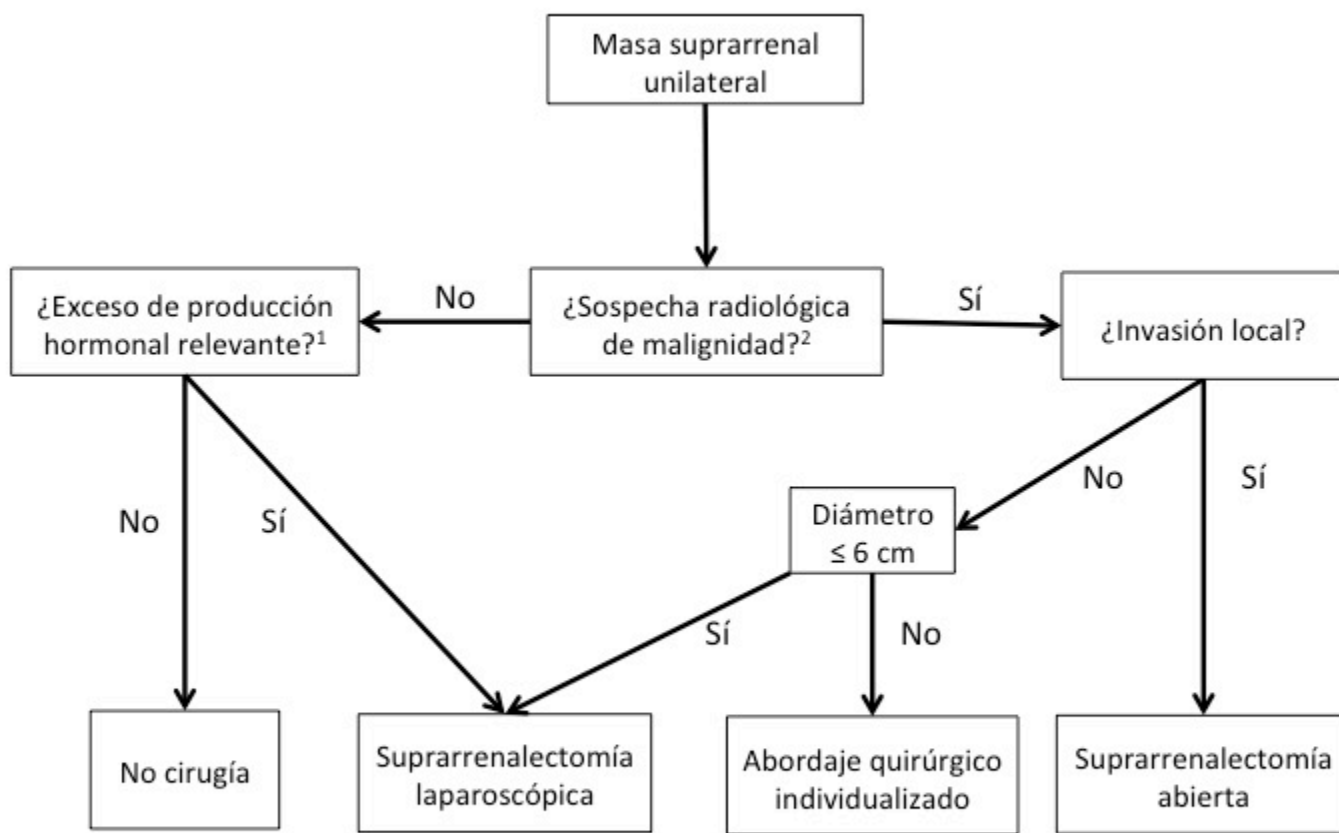 Masa suprarrenal
unilateral
No
Sí
¿Exceso de producción
hormonal relevante?¹
¿Sospecha radiológica
de malignidad?²
¿Invasión local?
No
Sí
No
Sí
Diámetro
≤ 6 cm
Sí
No
No cirugía
Suprarrenalectomía
laparoscópica
Abordaje quirúrgico
individualizado
Suprarrenalectomía
abierta